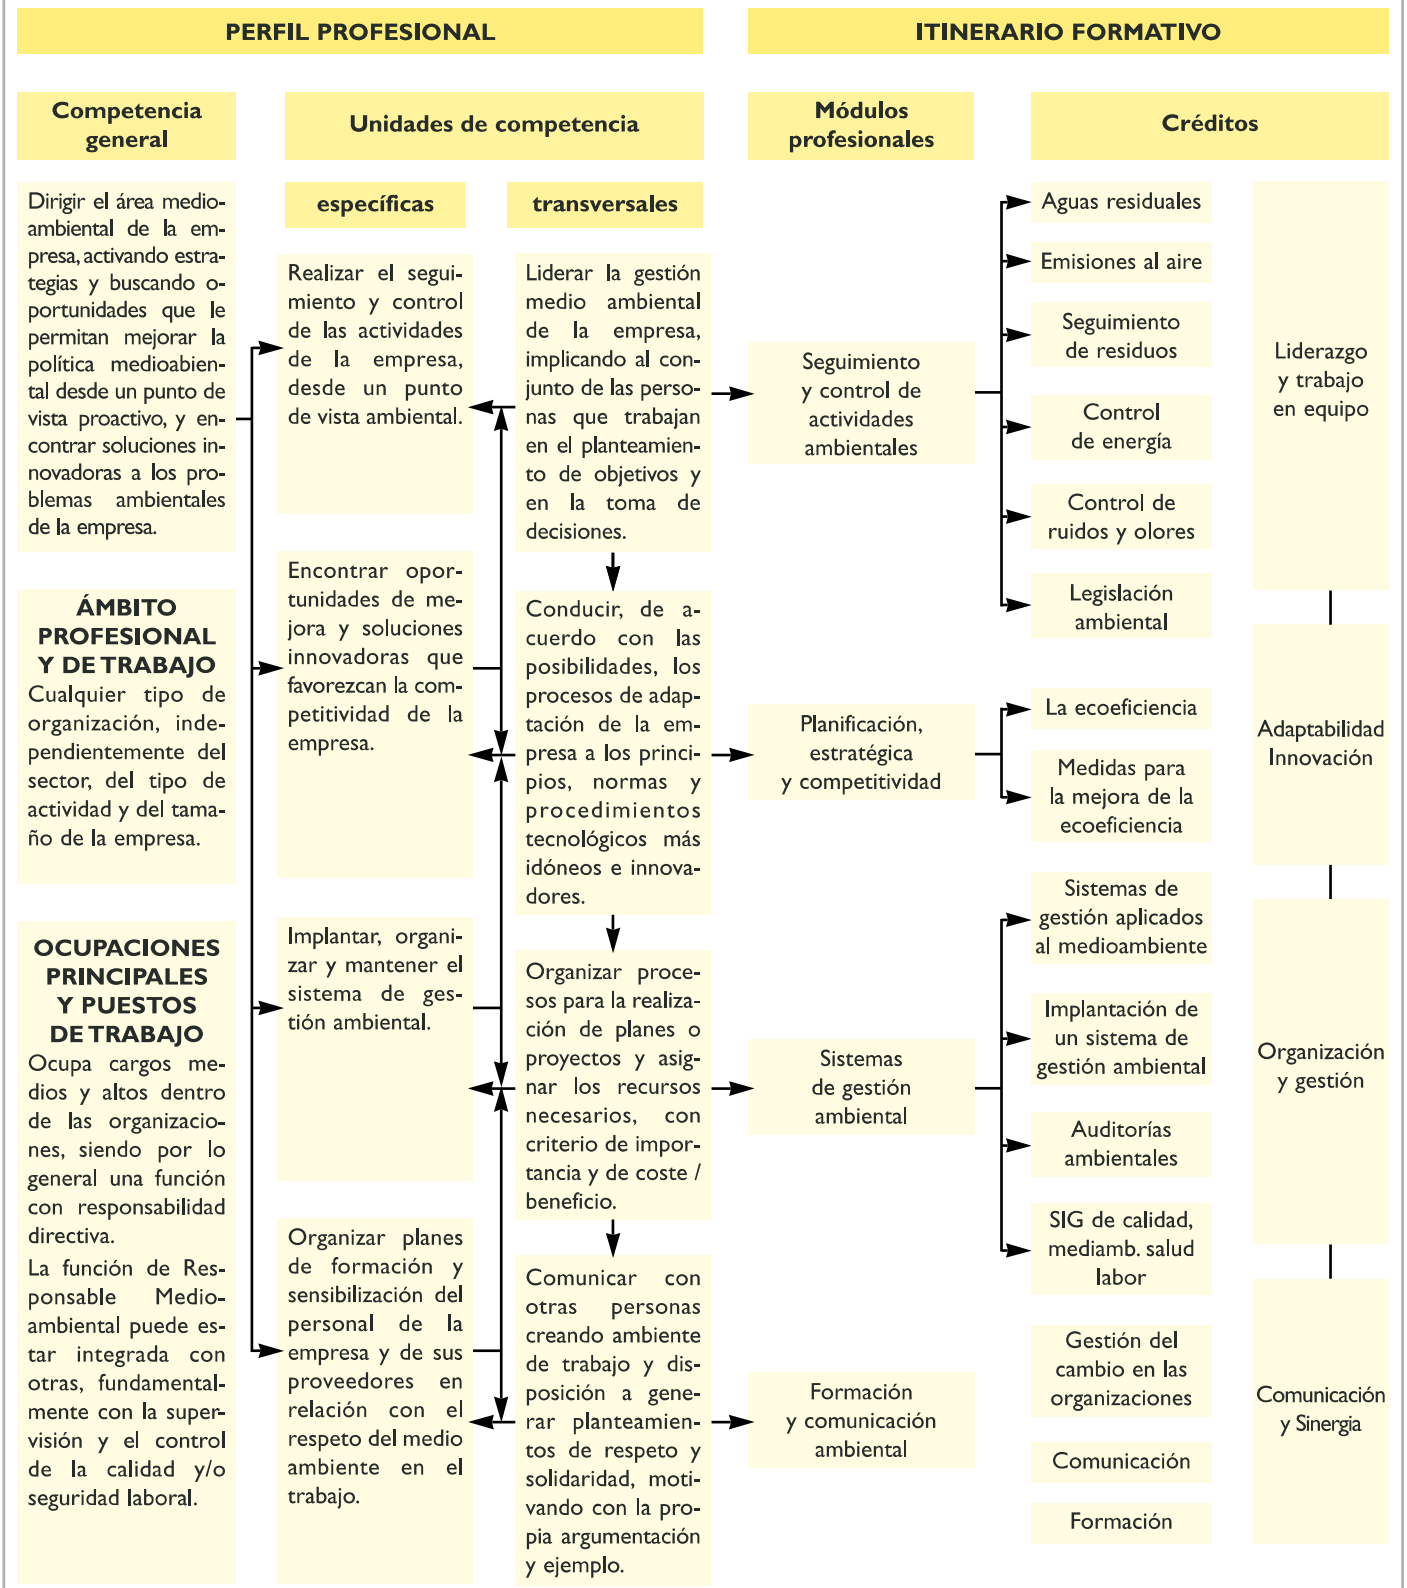 PERFIL PROFESIONAL
ITINERARIO FORMATIVO
Competencia
general
Unidades de competencia
Módulos
profesionales
Créditos
Dirigir el área medio-
ambiental de la em-
presa, activando estra-
tegias y buscando o-
portunidades que le
permitan mejorar la
política medioabien-
tal desde un punto de
vista proactivo, y en-
contrar soluciones in-
novadoras a los pro-
blemas ambientales
de la empresa.
ÁMBITO
PROFESIONAL
Y DE TRABAJO
Cualquier tipo de
organización, inde-
pendientemente del
sector, del tipo de
actividad y del tama-
ño de la empresa.
OCUPACIONES
PRINCIPALES
Y PUESTOS
DE TRABAJO
Ocupa cargos me-
dios y altos dentro
de las organizacio-
nes, siendo por lo
general una función
con responsabilidad
directiva.
La función de Res-
ponsable Medio-
ambiental puede es-
tar integrada con
otras, fundamental-
mente con la super-
visión y el control
de la calidad y/o
seguridad laboral.
específicas
Realizar el segui-
miento y control
de las actividades
de la empresa,
desde un punto
de vista ambiental.
Encontrar opor-
tunidades de me-
jora y soluciones
innovadoras que
favorezcan la com-
petitividad de la
empresa.
Implantar, organi-
zar y mantener el
sistema de ges-
tión ambiental.
Organizar planes
de formación y
sensibilización del
personal de la
empresa y de sus
proveedores en
relación con el
respeto del medio
ambiente en el
trabajo.
transversales
Liderar la gestión
medio ambiental
de la empresa,
implicando al con-
junto de las perso-
nas que trabajan
en el planteamien-
to de objetivos y
en la toma de
decisiones.
Conducir, de a-
cuerdo con las
posibilidades, los
procesos de adap-
tación de la em-
presa a los princi-
pios, normas y
procedimientos
tecnológicos más
idóneos e innova-
dores.
Organizar proce-
sos para la realiza-
ción de planes o
proyectos y asig-
nar los recursos
necesarios, con
criterio de impor-
tancia y de coste /
beneficio.
Comunicar con
otras personas
creando ambiente
de trabajo y dis-
posición a gene-
rar planteamien-
tos de respeto y
solidaridad, moti-
vando con la pro-
pia argumentación
y ejemplo.
Seguimiento
y control de
actividades
ambientales
Planificación,
estratégica
y competitividad
Sistemas
de gestión
ambiental
Formación
y comunicación
ambiental
Aguas residuales
Emisiones al aire
Seguimiento
de residuos
Control
de energía
Control de
ruidos y olores
Legislación
ambiental
La ecoeficiencia
Medidas para
la mejora de la
ecoeficiencia
Sistemas de
gestión aplicados
al medioambiente
Implantación de
un sistema de
gestión ambiental
Auditorías
ambientales
SIG de calidad,
mediamb. salud
labor
Gestión del
cambio en las
organizaciones
Comunicación
Formación
Liderazgo
y trabajo
en equipo
Adaptabilidad
Innovación
Organización
y gestión
Comunicación
y Sinergia